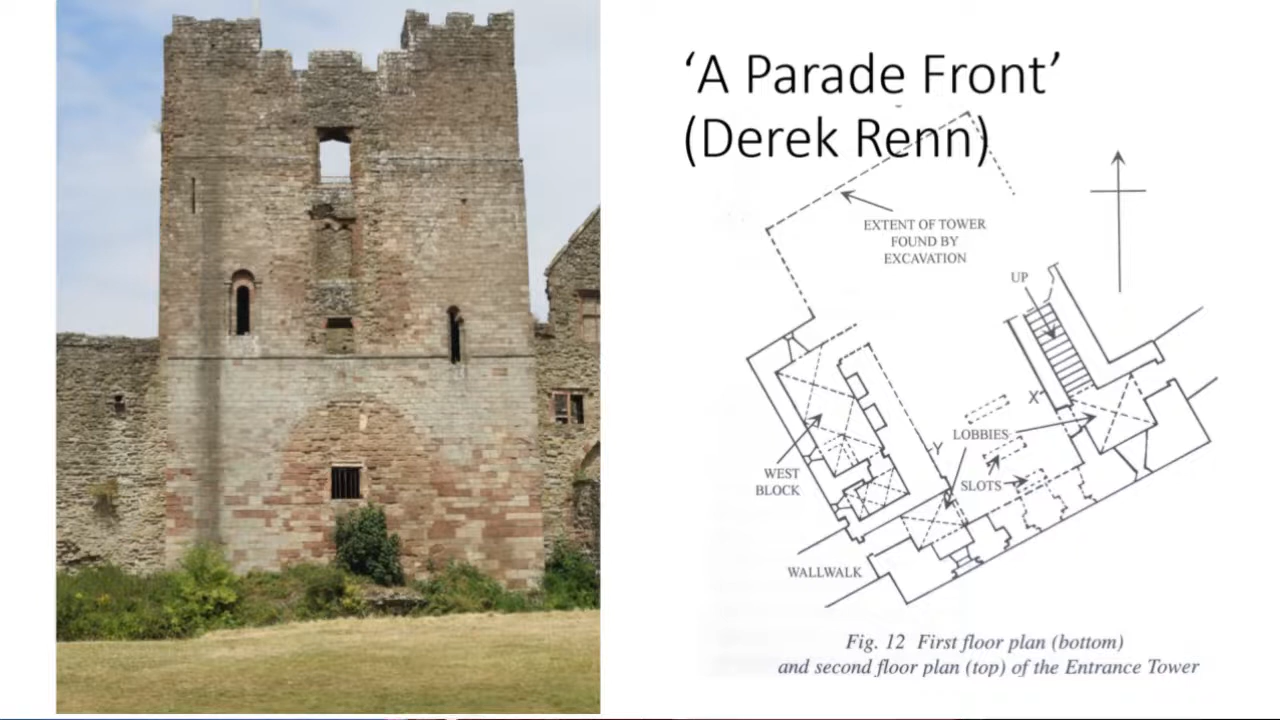 ‘A Parade Front’
(Derek Renn)
EXTENT OF TOWER
FOUND BY
EXCAVATION
UP
X
LOBBIES
Y
WEST
BLOCK
SLOTS
WALLWALK
Fig. 12 First floor plan (bottom)
and second floor plan (top) of the Entrance Tower